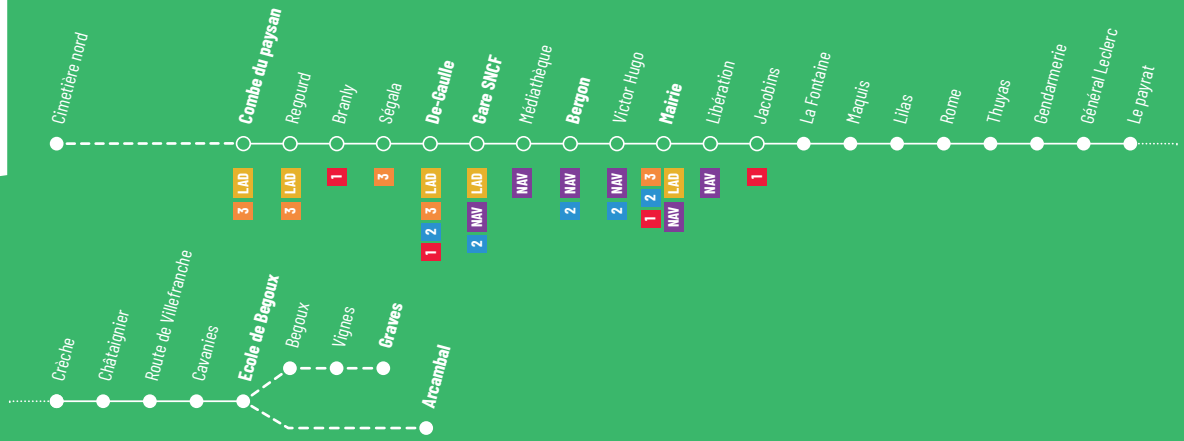 Cimetière nord
Combe du paysan
Regourd
Branly
Ségala
De-Gaulle
Gare SNCF
Médiathèque
Bergon
Victor Hugo
Mairie
Libération
Jacobins
La Fontaine
Maquis
Lilas
Rome
Thuyas
Gendarmerie
Général Leclerc
Le payrat
3 LAD
3 LAD
1
3
1 2 3 LAD
2 NAV LAD
NAV
2 NAV
2 NAV
1 2 3
NAV LAD
NAV
1
Crèche
Châtaignier
Route de Villefranche
Cavanies
Ecole de Begoux
Begoux
Vignes
Graves
Arcambal